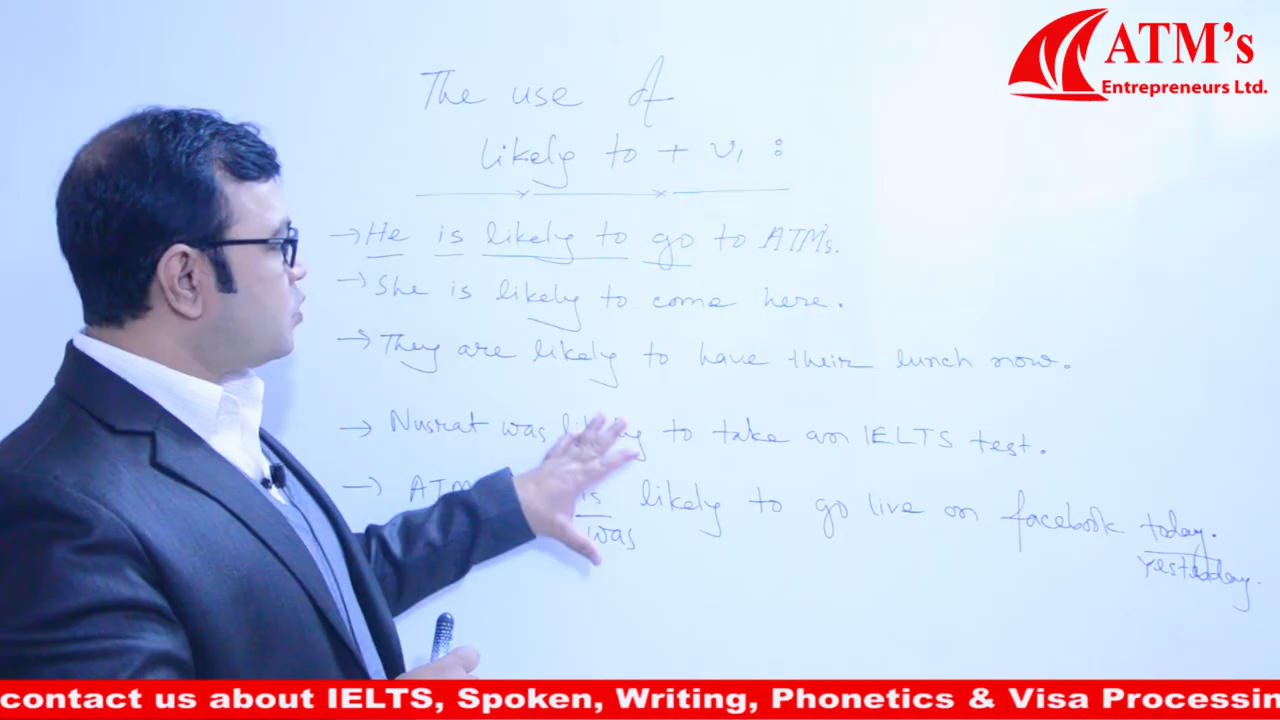 ATM's
Entrepreneurs Ltd.
The use of
likely to + v₁ :
→ He is likely to go to ATM's.
→ She is likely to come here.
→ They are likely to have their lunch now.
→ Nusrat was likely to take an IELTS test.
→ ATM is likely to go live on facebook today.
was yesterday.
contact us about IELTS, Spoken, Writing, Phonetics & Visa Processin